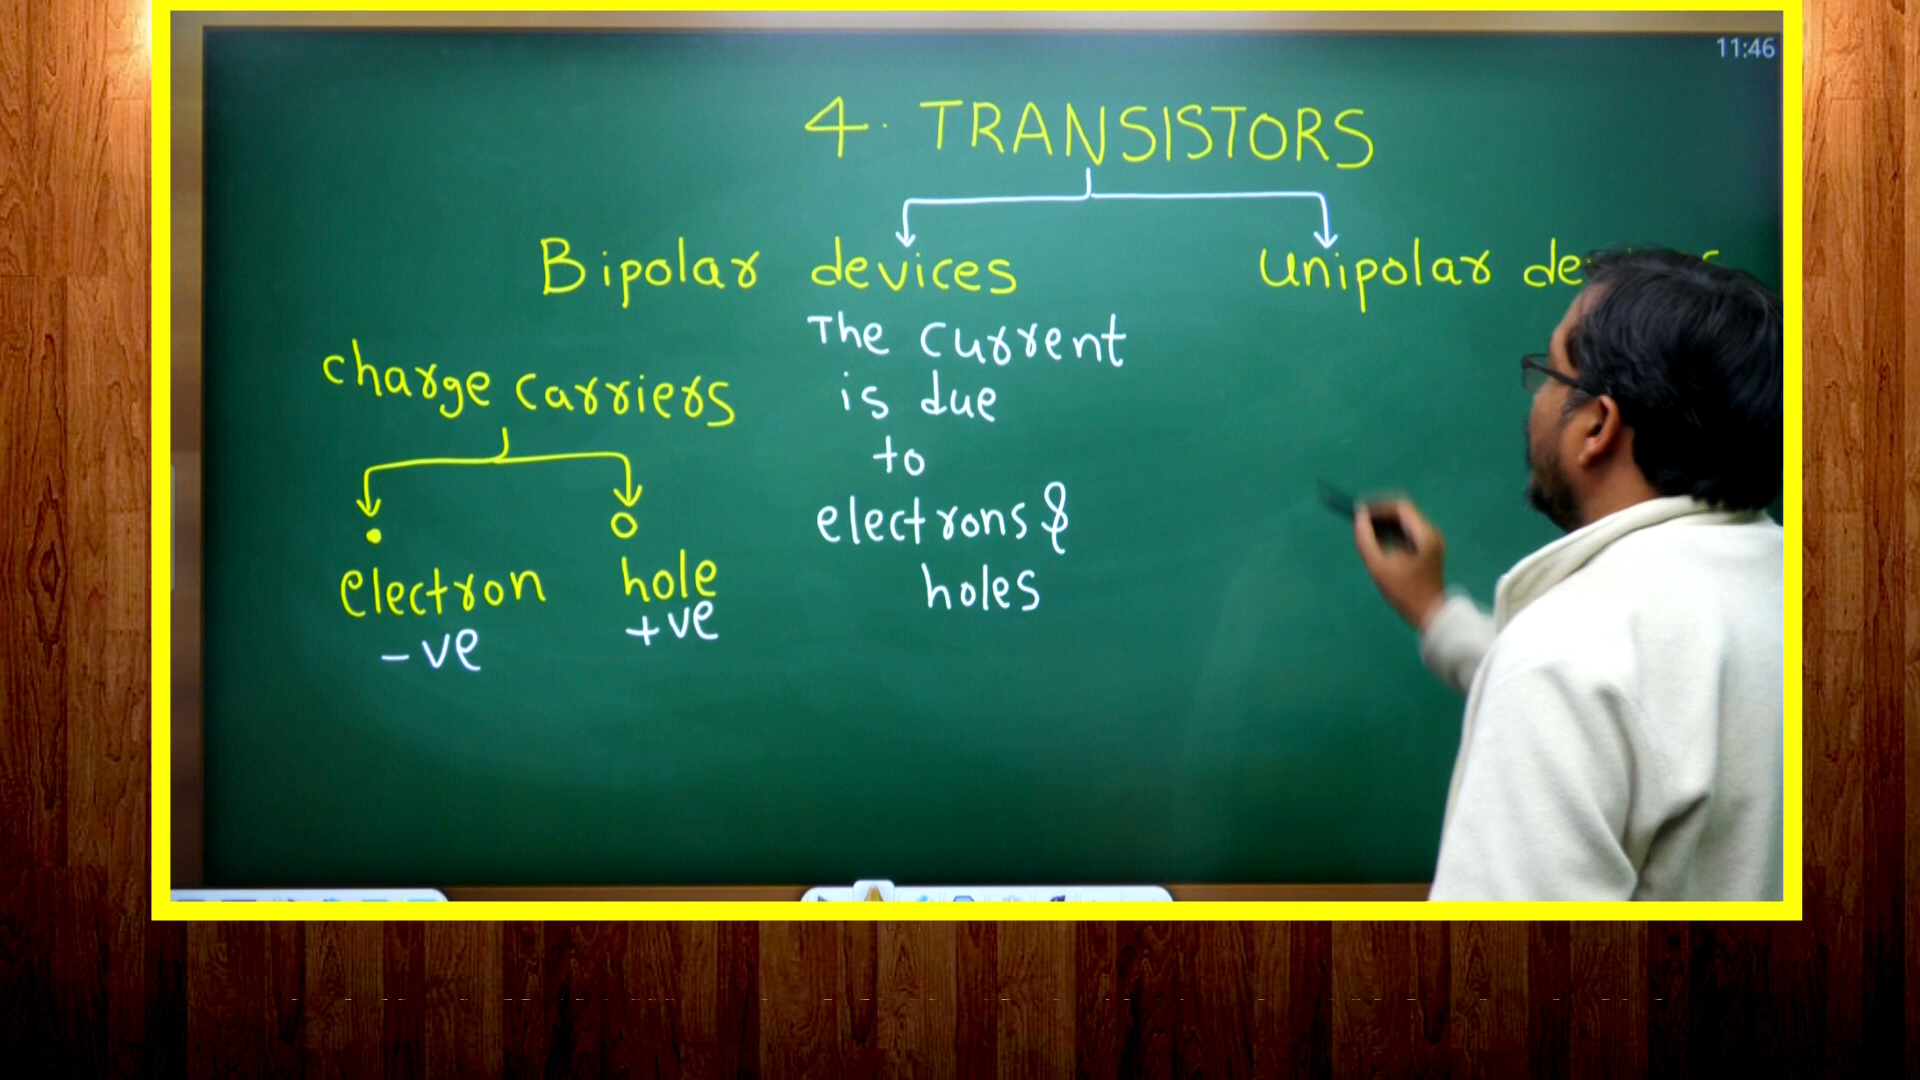 11:46
4. TRANSISTORS
Bipolar devices
Unipolar
The current
is due
to
electrons &
holes
charge carriers
electron
hole
-ve
+ve